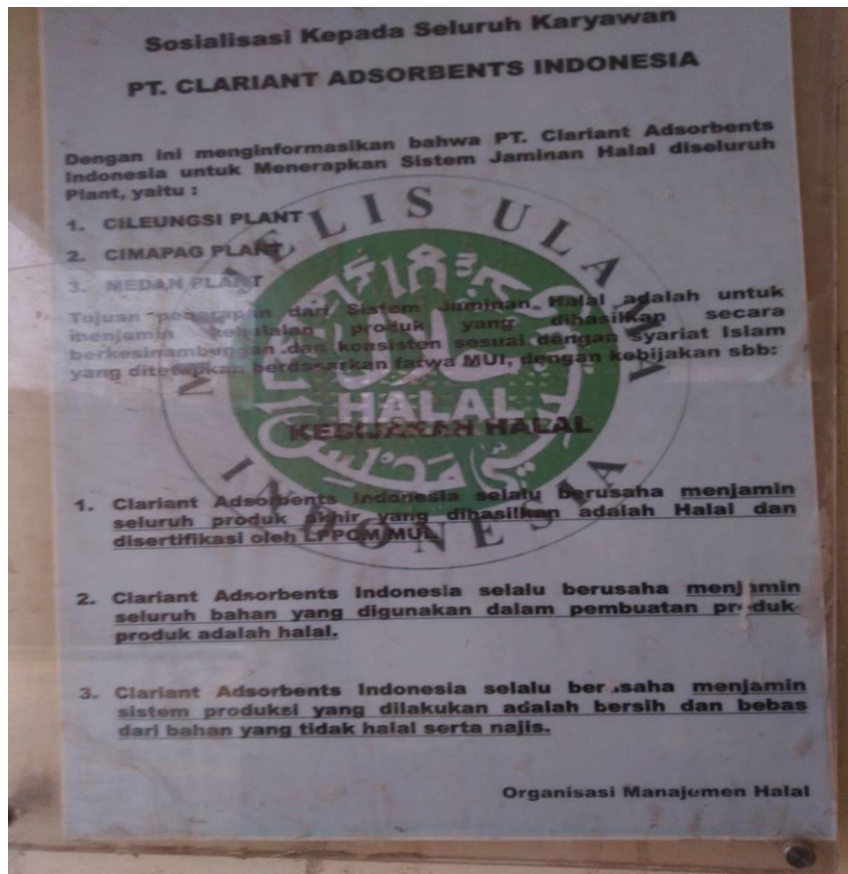 Sosialisasi Kepada Seluruh Karyawan
PT. CLARIANT ADSORBENTS INDONESIA
Dengan ini menginformasikan bahwa PT. Clariant Adsorbents
Indonesia untuk Menerapkan Sistem Jaminan Halal diseluruh
Plant, yaitu :
1. CILEUNGSI PLANT
2. CIMAPAG PLANT
3. MEDAN PLANT
Tujuan penerapan dari Sistem Jaminan Halal adalah untuk
menjamin kehalalan produk yang dihasilkan secara
berkesinambungan dan konsisten sesuai dengan syariat Islam
yang ditetapkan berdasarkan fatwa MUI, dengan kebijakan sbb:
MAJELIS ULAMA
HALAL
INDONESIA
KEBIJAKAN HALAL
1. Clariant Adsorbents Indonesia selalu berusaha menjamin
seluruh produk akhir yang dihasilkan adalah Halal dan
disertifikasi oleh LPPOM MUI.
2. Clariant Adsorbents Indonesia selalu berusaha menjamin
seluruh bahan yang digunakan dalam pembuatan produk-
produk adalah halal.
3. Clariant Adsorbents Indonesia selalu berusaha menjamin
sistem produksi yang dilakukan adalah bersih dan bebas
dari bahan yang tidak halal serta najis.
Organisasi Manajemen Halal